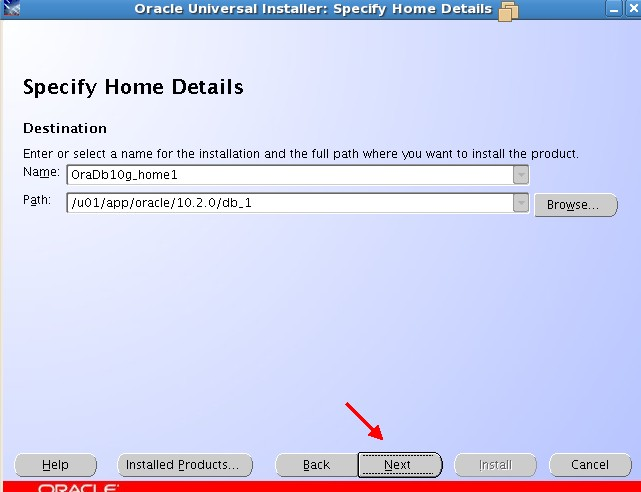 Oracle Universal Installer: Specify Home Details
Specify Home Details
Destination
Enter or select a name for the installation and the full path where you want to install the product.
Name: OraDb10g_home1
Path: /u01/app/oracle/10.2.0/db_1 Browse...
Help Installed Products... Back Next Install Cancel
ORACLE